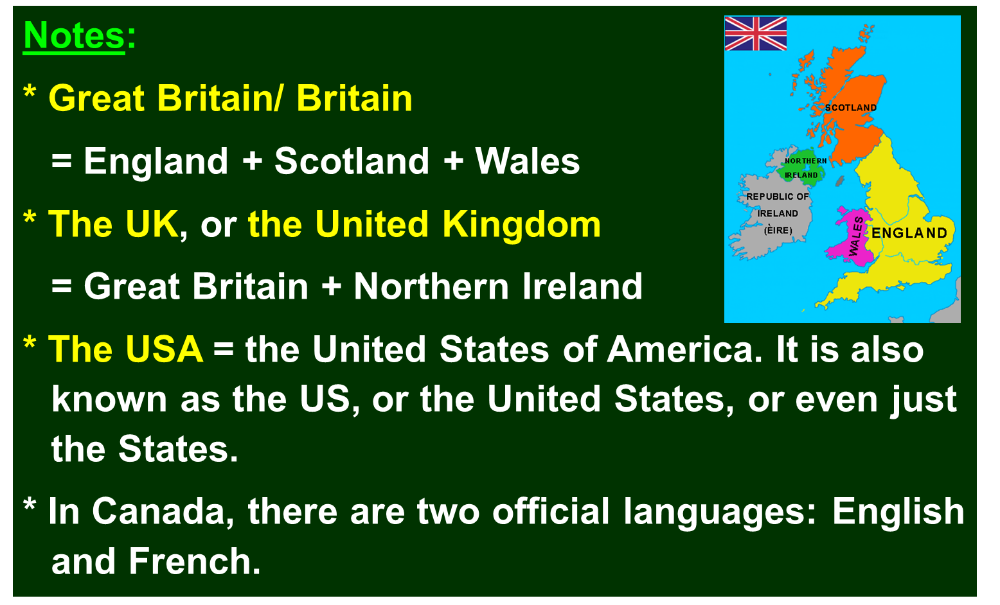 Notes:
* Great Britain/ Britain
= England + Scotland + Wales
* The UK, or the United Kingdom
= Great Britain + Northern Ireland
* The USA = the United States of America. It is also
known as the US, or the United States, or even just
the States.
* In Canada, there are two official languages: English
and French.
SCOTLAND
NORTHERN
IRELAND
REPUBLIC OF
IRELAND
(ÈIRE)
WALES
ENGLAND